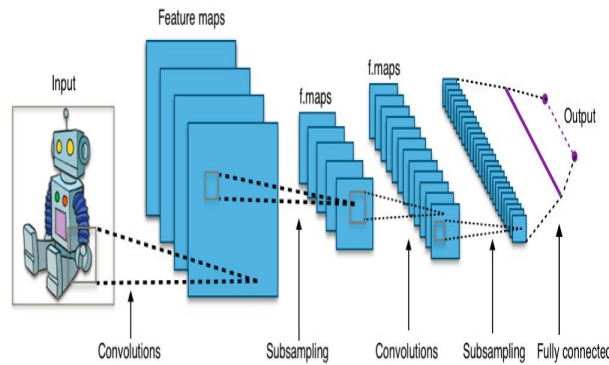 Feature maps
Input
f.maps
f.maps
Output
Convolutions
Subsampling
Convolutions
Subsampling
Fully connected